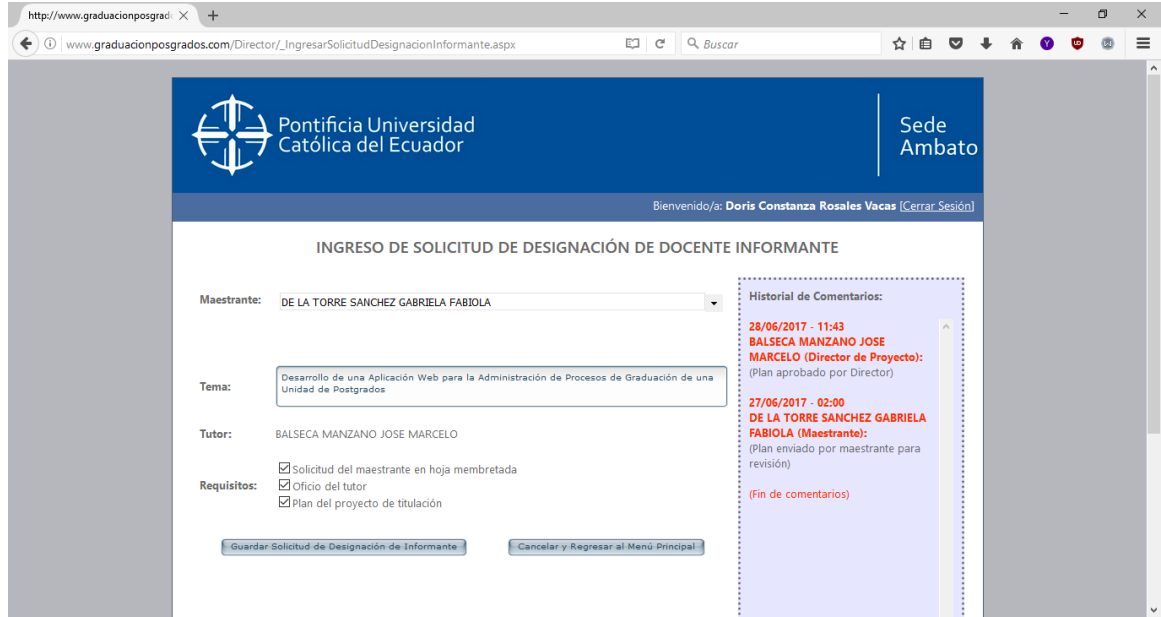 http://www.graduacionposgrad
www.graduacionposgrados.com/Director/_IngresarSolicitudDesignacionInformante.aspx
Buscar
Pontificia Universidad
Católica del Ecuador
Sede
Ambato
Bienvenido/a: Doris Constanza Rosales Vacas [Cerrar Sesión]
INGRESO DE SOLICITUD DE DESIGNACIÓN DE DOCENTE INFORMANTE
Maestrante: DE LA TORRE SANCHEZ GABRIELA FABIOLA
Tema: Desarrollo de una Aplicación Web para la Administración de Procesos de Graduación de una
Unidad de Postgrados
Tutor: BALSECA MANZANO JOSE MARCELO
Requisitos:
Solicitud del maestrante en hoja membretada
Oficio del tutor
Plan del proyecto de titulación
Guardar Solicitud de Designación de Informante
Cancelar y Regresar al Menú Principal
Historial de Comentarios:
28/06/2017 - 11:43
BALSECA MANZANO JOSE
MARCELO (Director de Proyecto):
(Plan aprobado por Director)
27/06/2017 - 02:00
DE LA TORRE SANCHEZ GABRIELA
FABIOLA (Maestrante):
(Plan enviado por maestrante para
revisión)
(Fin de comentarios)